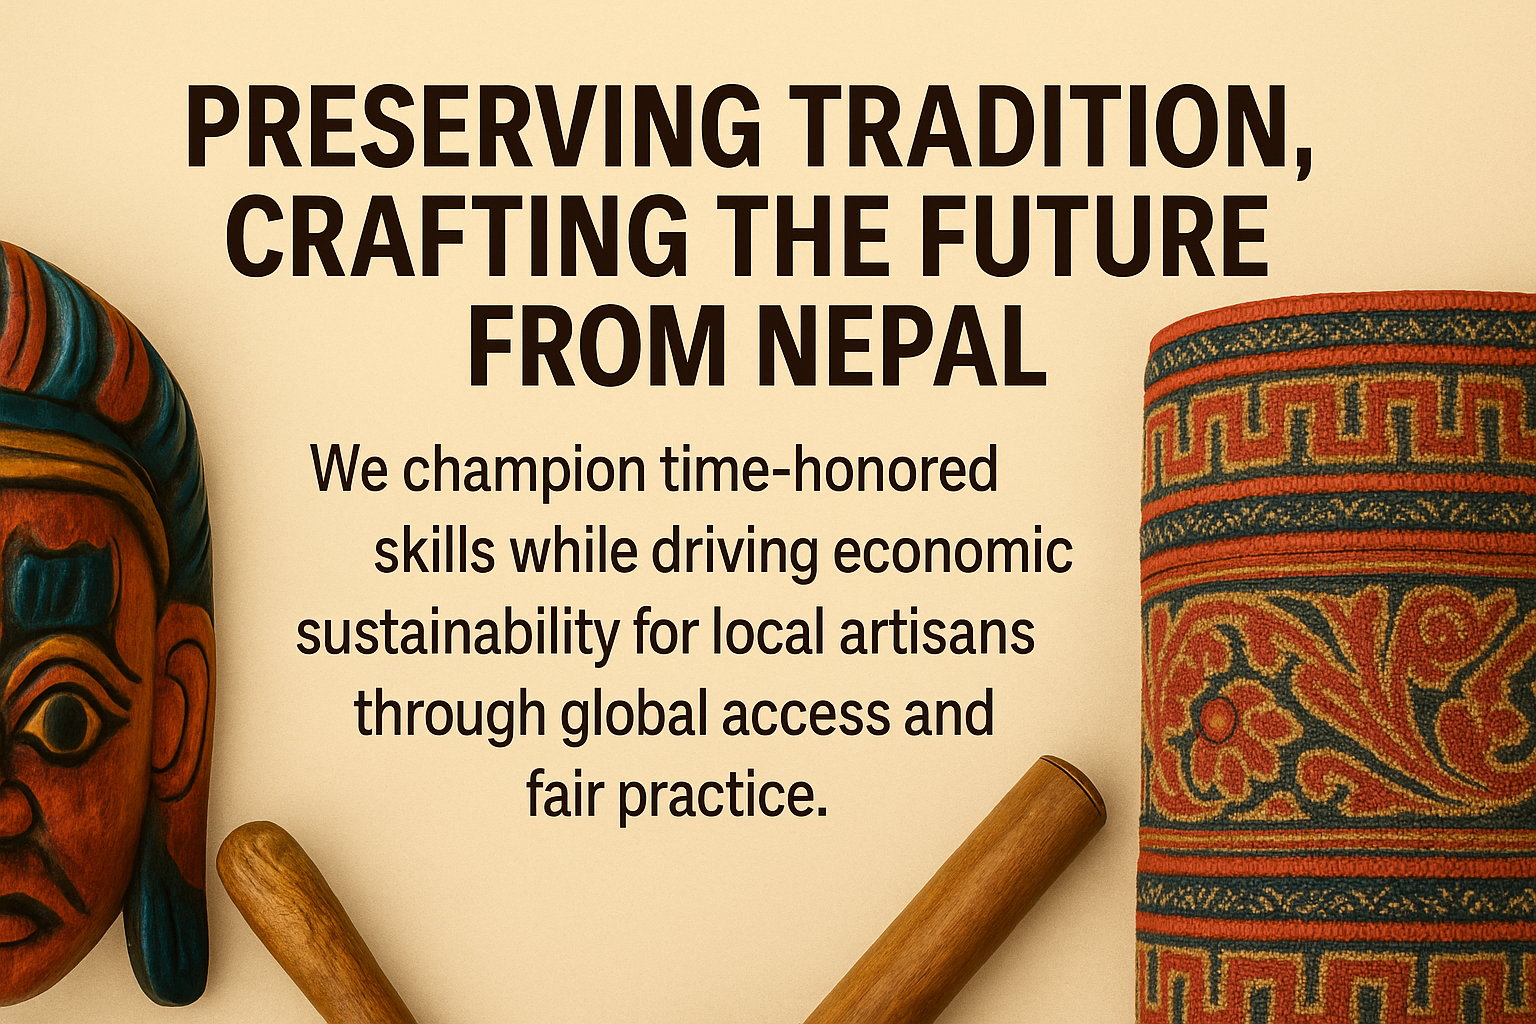 PRESERVING TRADITION,
CRAFTING THE FUTURE
FROM NEPAL
We champion time-honored
skills while driving economic
sustainability for local artisans
through global access and
fair practice.